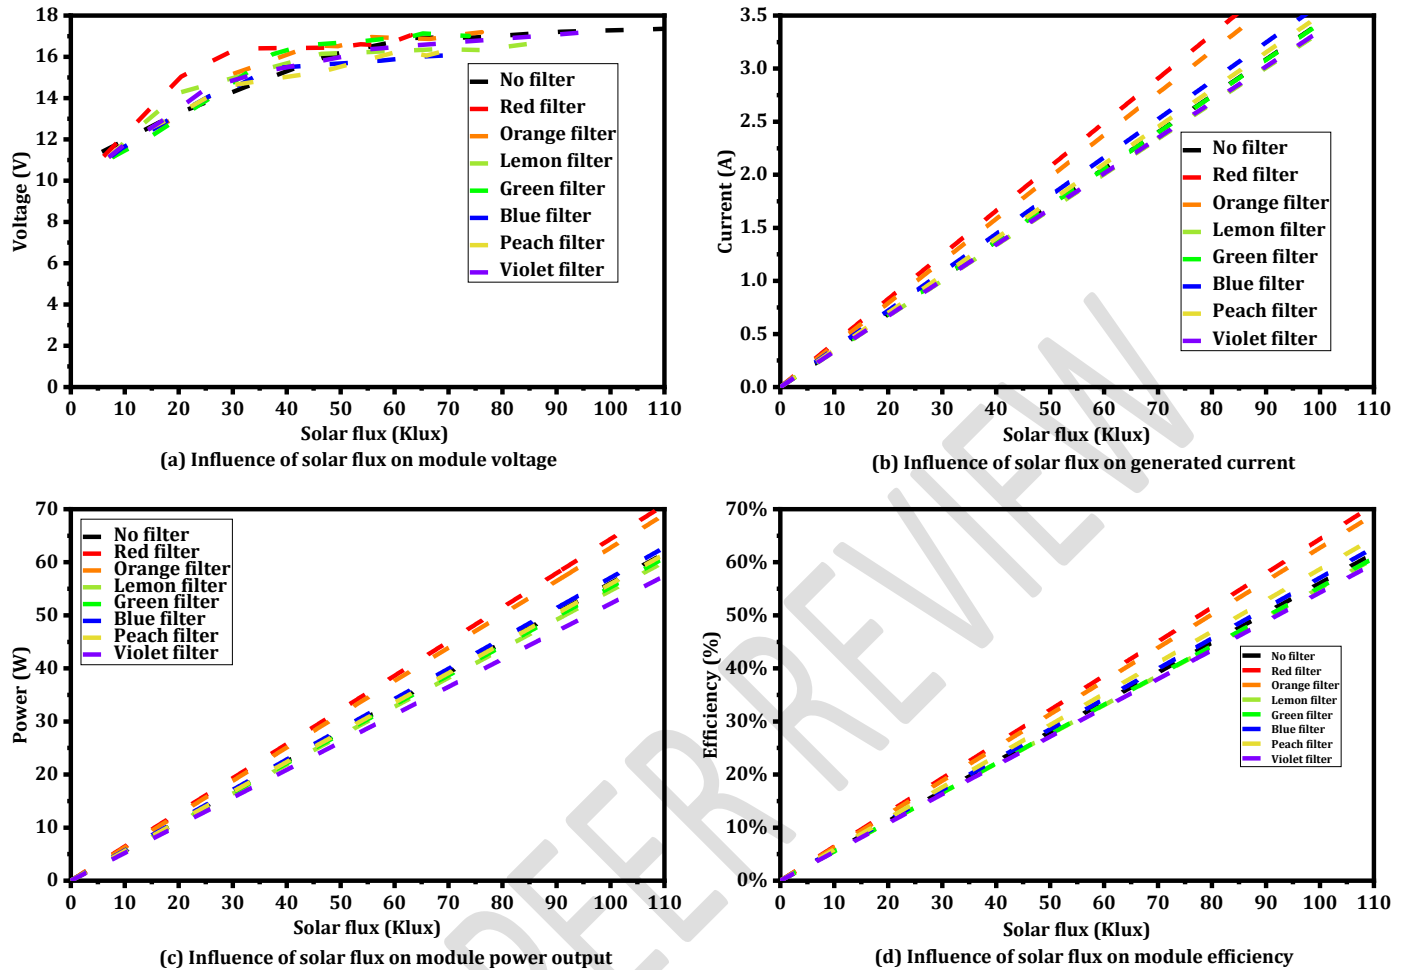 18
16
14
12
10
8
6
4
2
0
Voltage (V)
No filter
Red filter
Orange filter
Lemon filter
Green filter
Blue filter
Peach filter
Violet filter
0 10 20 30 40 50 60 70 80 90 100 110
Solar flux (Klux)
(a) Influence of solar flux on module voltage
3.5
3.0
2.5
2.0
1.5
1.0
0.5
0.0
Current (A)
No filter
Red filter
Orange filter
Lemon filter
Green filter
Blue filter
Peach filter
Violet filter
0 10 20 30 40 50 60 70 80 90 100 110
Solar flux (Klux)
(b) Influence of solar flux on generated current
70
60
50
40
30
20
10
0
Power (W)
No filter
Red filter
Orange filter
Lemon filter
Green filter
Blue filter
Peach filter
Violet filter
0 10 20 30 40 50 60 70 80 90 100 110
Solar flux (Klux)
(c) Influence of solar flux on module power output
70%
60%
50%
40%
30%
20%
10%
0%
Efficiency (%)
No filter
Red filter
Orange filter
Lemon filter
Green filter
Blue filter
Peach filter
Violet filter
0 10 20 30 40 50 60 70 80 90 100 110
Solar flux (Klux)
(d) Influence of solar flux on module efficiency
PEER REVIEW